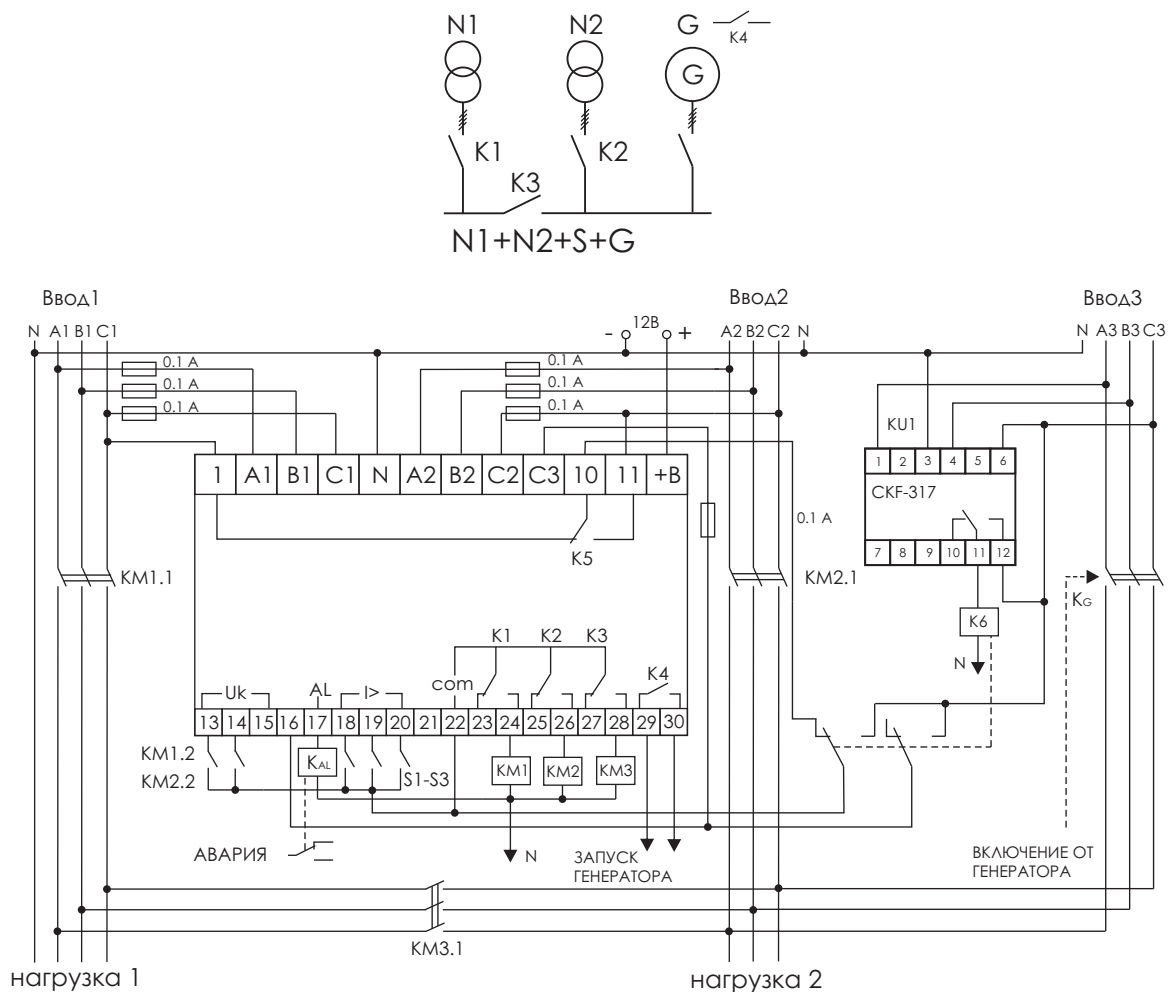 N1 N2 G
K4
G
K1 K2
K3
N1+N2+S+G
Ввод1 Ввод2 Ввод3
N A1 B1 C1 - 12В + A2 B2 C2 N N A3 B3 C3
0.1 A 0.1 A
0.1 A 0.1 A
0.1 A 0.1 A
KU1
1 A1 B1 C1 N A2 B2 C2 C3 10 11 +B
1 2 3 4 5 6
CKF-317
0.1 A
K5
7 8 9 10 11 12
KM1.1 KM2.1
KG
K6
N
K1 K2 K3
K4
Uk AL I> com
13 14 15 16 17 18 19 20 21 22 23 24 25 26 27 28 29 30
KM1.2
KM2.2
KAL
S1-S3
KM1 KM2 KM3
АВАРИЯ
N
ЗАПУСК
ГЕНЕРАТОРА
ВКЛЮЧЕНИЕ ОТ
ГЕНЕРАТОРА
KM3.1
нагрузка 1 нагрузка 2